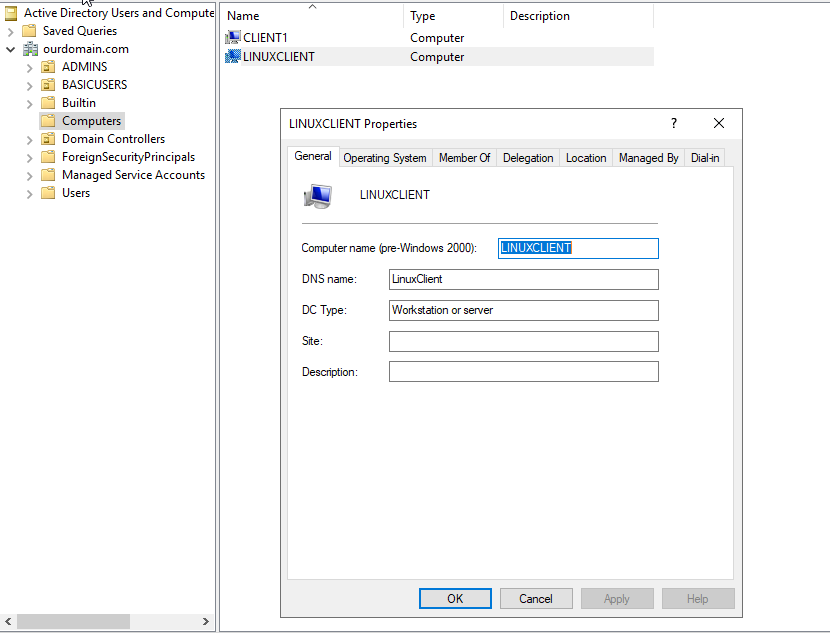 Active Directory Users and Compute
Saved Queries
ourdomain.com
ADMINS
BASICUSERS
Builtin
Computers
Domain Controllers
ForeignSecurityPrincipals
Managed Service Accounts
Users
Name Type Description
CLIENT1 Computer
LINUXCLIENT Computer
LINUXCLIENT Properties ?
General Operating System Member Of Delegation Location Managed By Dial-in
LINUXCLIENT
Computer name (pre-Windows 2000): LINUXCLIENT
DNS name: LinuxClient
DC Type: Workstation or server
Site:
Description:
OK Cancel Apply Help